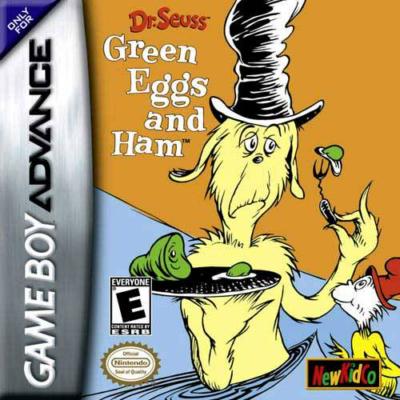 ONLY
FOR
GAME BOY ADVANCE
Dr. Seuss™
Green
Eggs
and
Ham™
EVERYONE
E
CONTENT RATED BY
ESRB
Official
Nintendo
Seal of Quality
NewKidCo